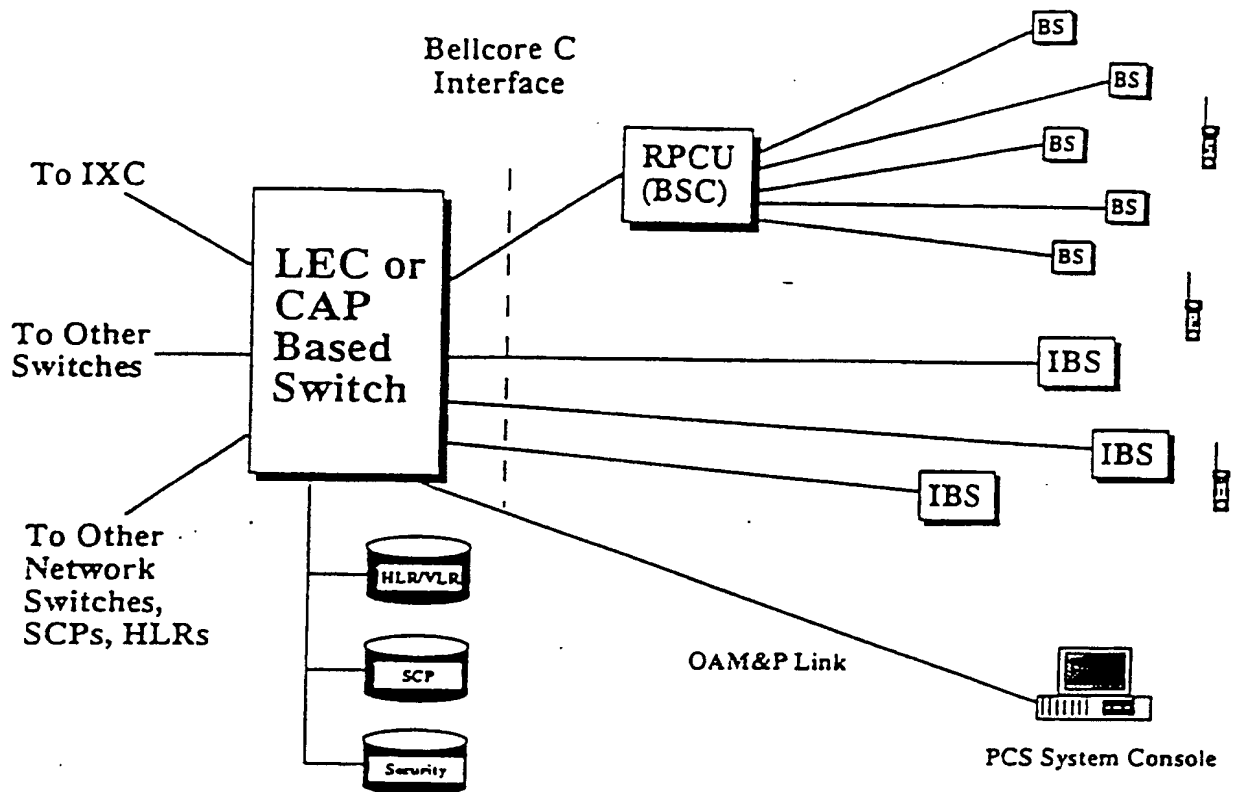 Bellcore C
Interface
BS
BS
BS
BS
BS
RPCU
(BSC)
To IXC
LEC or
CAP
Based
Switch
To Other
Switches
IBS
IBS
IBS
To Other
Network
Switches,
SCPs, HLRs
HLR/VLR
SCP
Security
OAM&P Link
PCS System Console